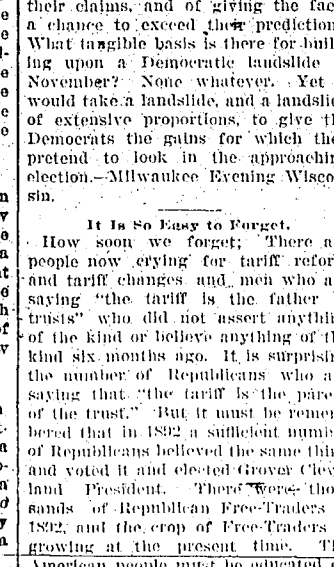 their claims, and of giving the fac
a chance to exceed their prediction
What tangible basis is there for buil
ing upon a Democratic landslide
November? None whatever. Yet
would take a landslide, and a landsli
of extensive proportions, to give t
Democrats the gains for which the
pretend to look in the approachin
election.—Milwaukee Evening Wisco
sin.
It Is So Easy to Forget.
How soon we forget; There a
people now crying for tariff refor
and tariff changes and men who a
saying "the tariff is the father
trusts" who did not assert anythin
of the kind or believe anything of t
kind six months ago. It is surprisin
the number of Republicans who a
saying that "the tariff is the pare
of the trust." But it must be remem
bered that in 1892 a sufficient numb
of Republicans believed the same thin
and voted it and elected Grover Clev
land President. There were thou
sands of Republican Free-Traders
1892, and the crop of Free-Traders
growing at the present time. Th
American people must be educated